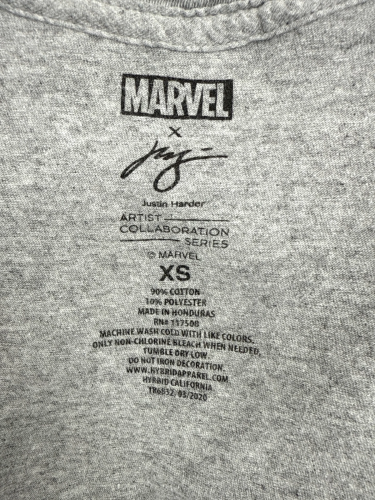 MARVEL
X
Justin Harder
ARTIST
COLLABORATION
SERIES
© MARVEL
XS
90% COTTON
10% POLYESTER
MADE IN HONDURAS
RN# 117500
MACHINE WASH COLD WITH LIKE COLORS.
ONLY NON-CHLORINE BLEACH WHEN NEEDED,
TUMBLE DRY LOW.
DO NOT IRON DECORATION.
WWW.HYBRIDAPPAREL.COM
HYBRID CALIFORNIA
03/2020